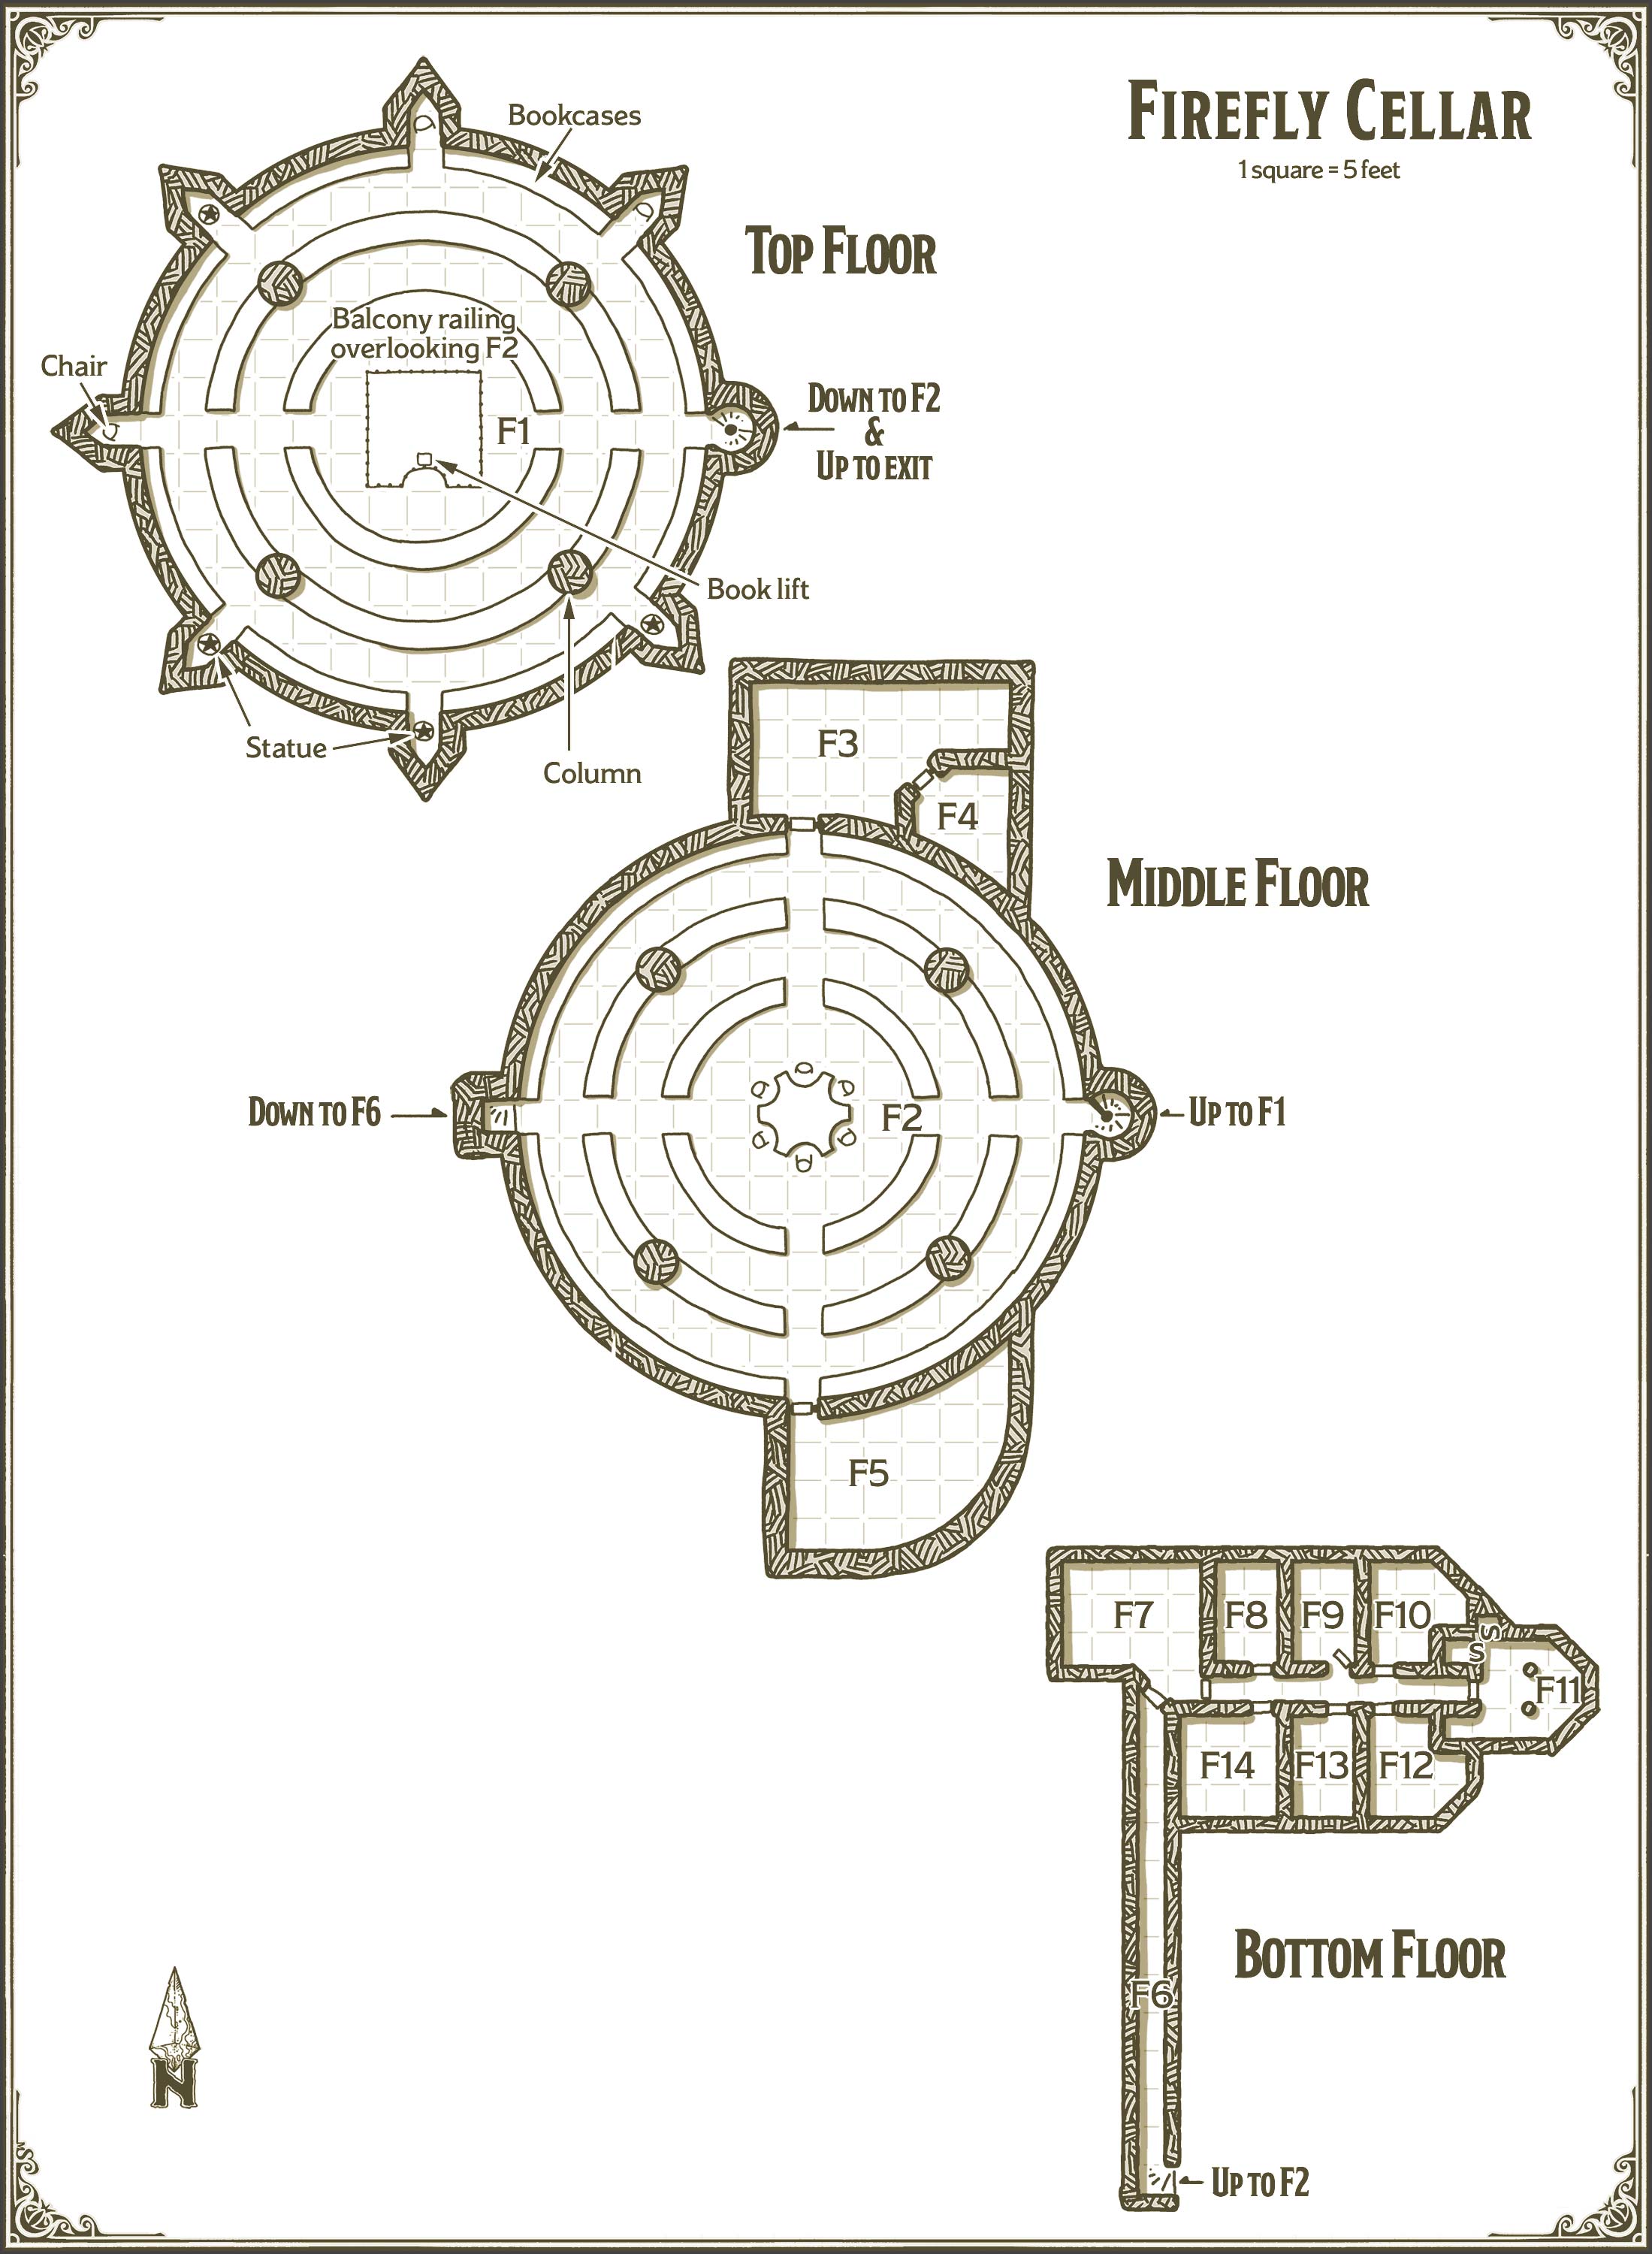 FIREFLY CELLAR
1 square = 5 feet
Bookcases
TOP FLOOR
Balcony railing
overlooking F2
Chair
DOWN TO F2
&
UP TO EXIT
F1
Book lift
Statue
Column
F3
F4
MIDDLE FLOOR
DOWN TO F6
F2
UP TO F1
F5
F7
F8
F9
F10
S
S
F11
F14
F13
F12
BOTTOM FLOOR
F6
N
UP TO F2